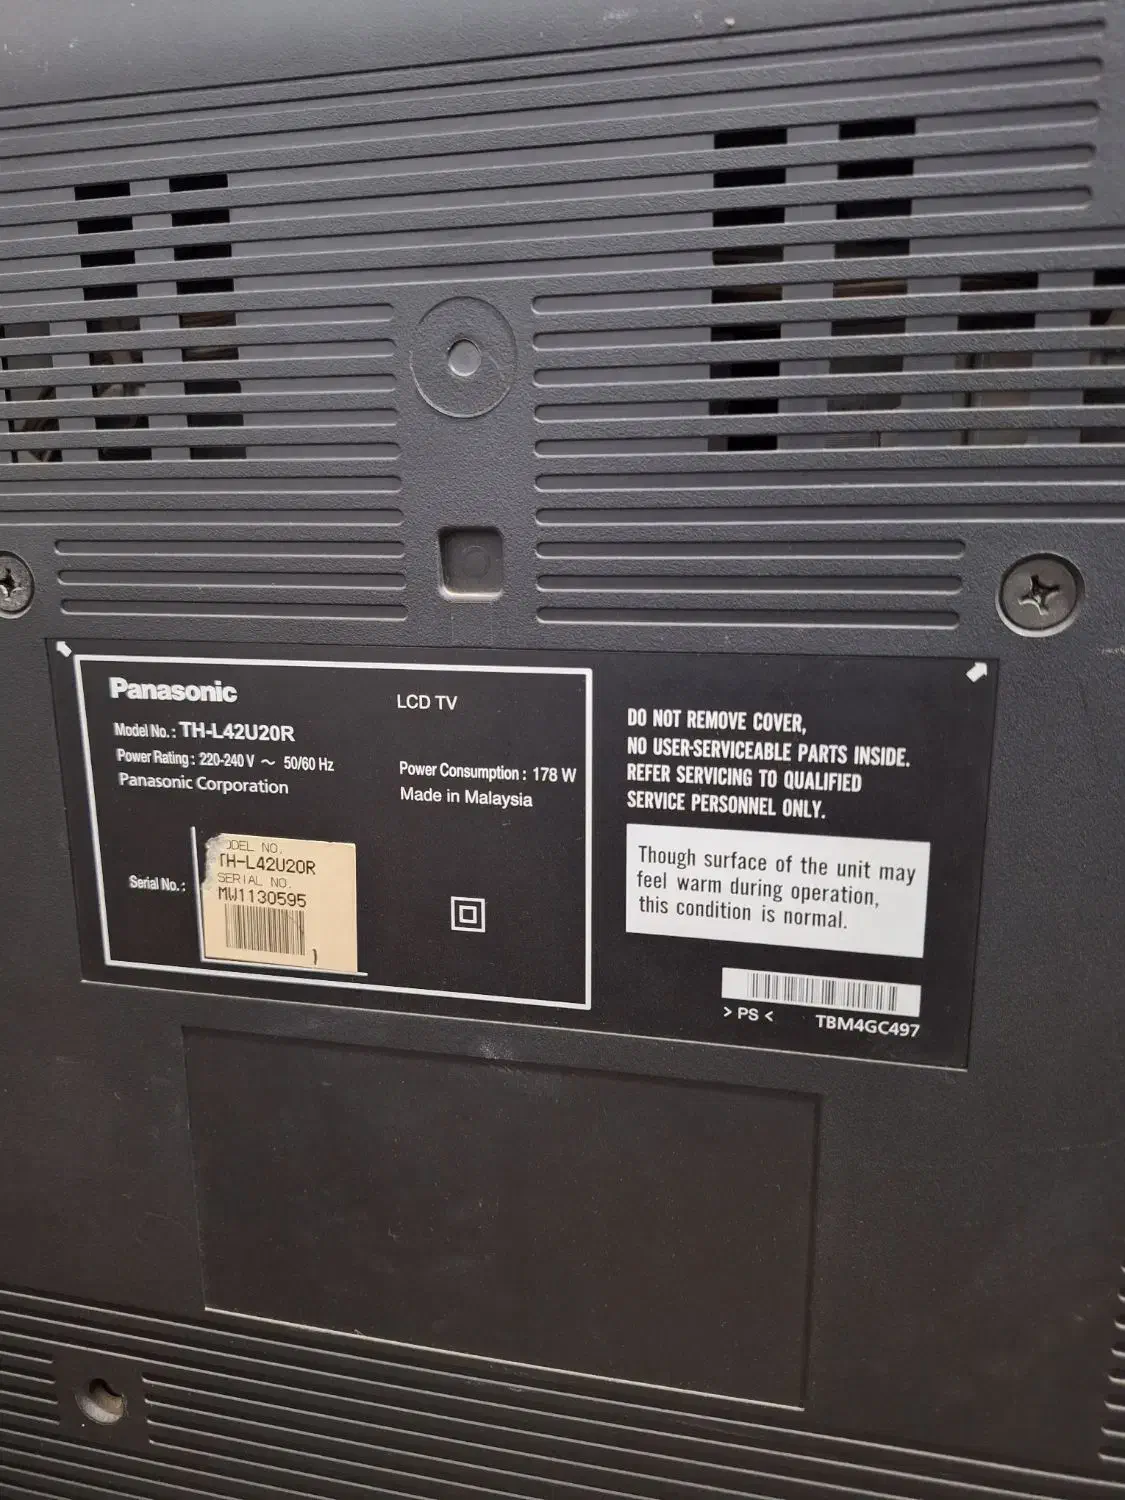 Panasonic
LCD TV
Model No.: TH-L42U20R
Power Rating: 220-240 V ~ 50/60 Hz
Power Consumption: 178 W
Panasonic Corporation
Made in Malaysia
Serial No.:
ODEL NO.
TH-L42U20R
SERIAL NO.
MW1130595
DO NOT REMOVE COVER,
NO USER-SERVICEABLE PARTS INSIDE.
REFER SERVICING TO QUALIFIED
SERVICE PERSONNEL ONLY.
Though surface of the unit may
feel warm during operation,
this condition is normal.
> PS < TBM4GC497